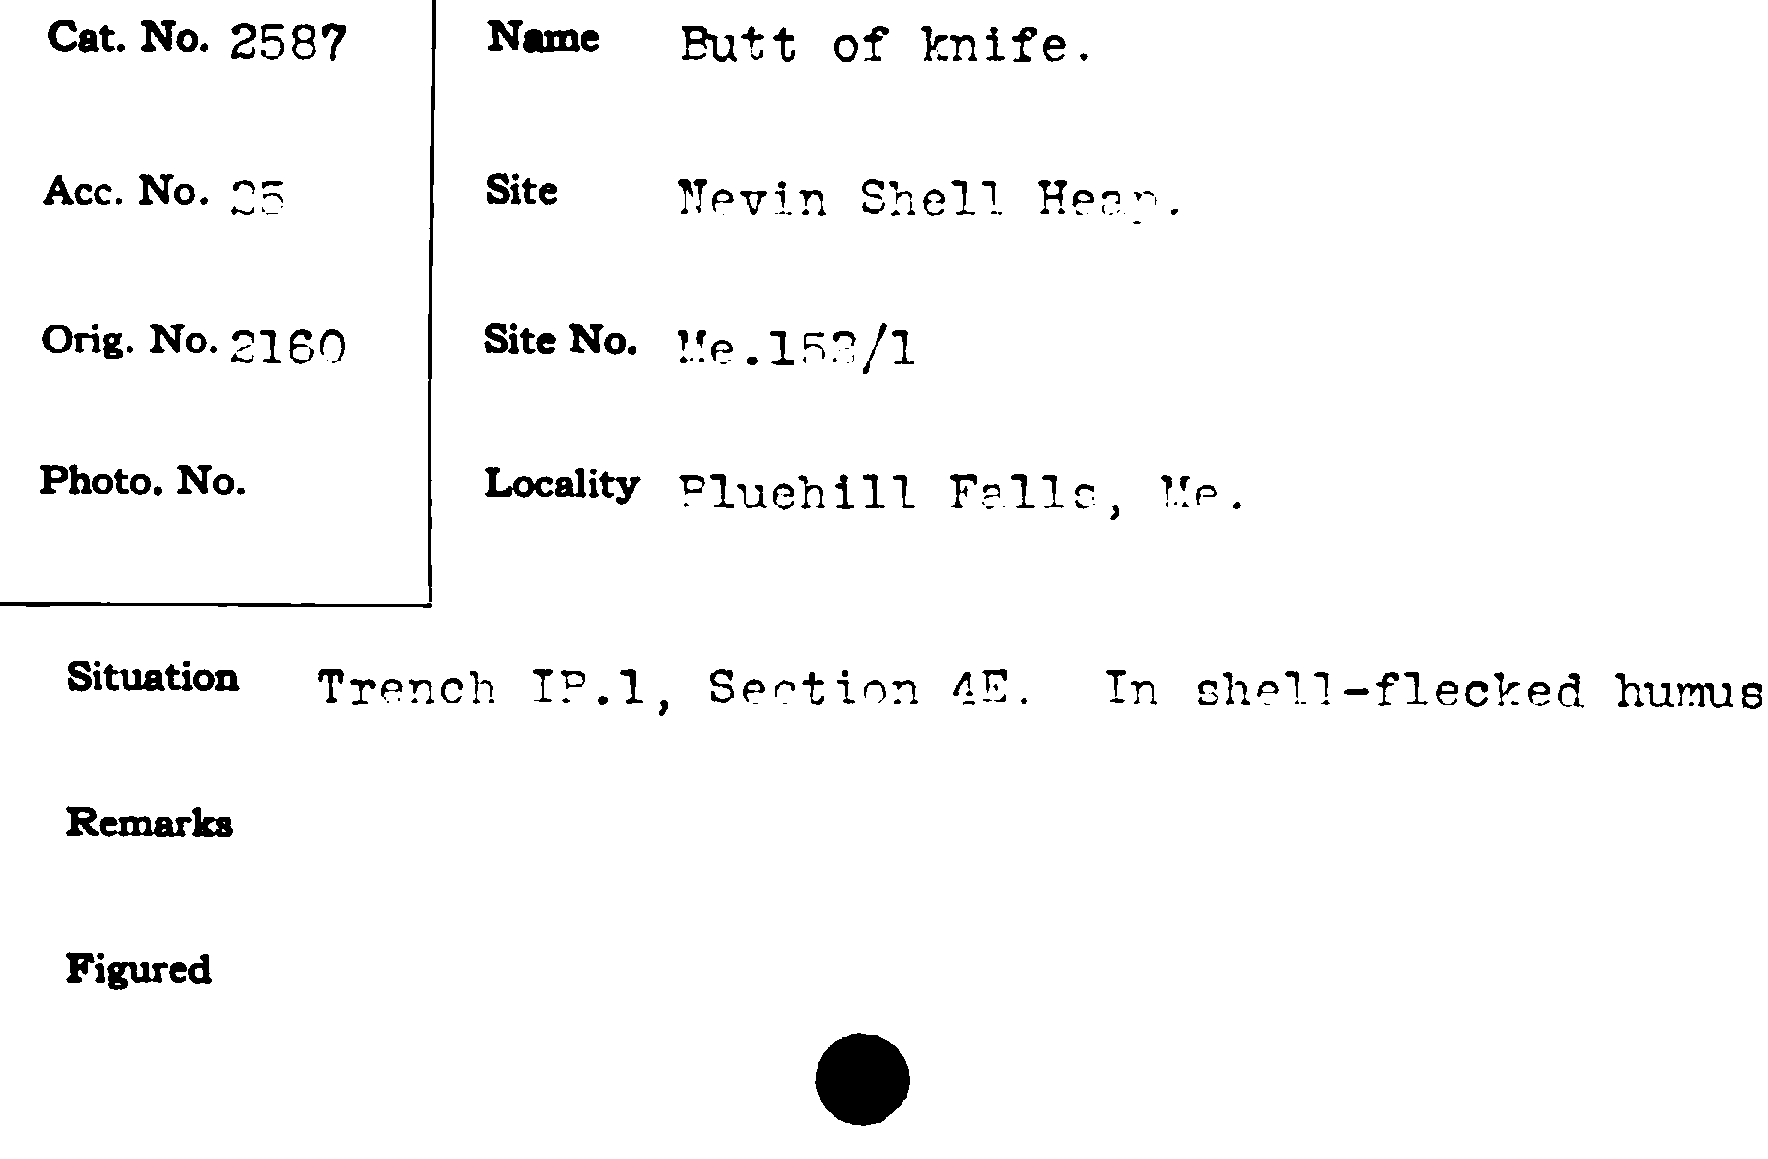 Cat. No. 2587
Name Butt of knife.
Acc. No. 25
Site Nevin Shell Heap.
Orig. No. 2160
Site No. Me.152/1
Photo. No.
Locality Bluehill Falls, Me.
Situation Trench IB.1, Section 4E. In shell-flecked humus
Remarks
Figured